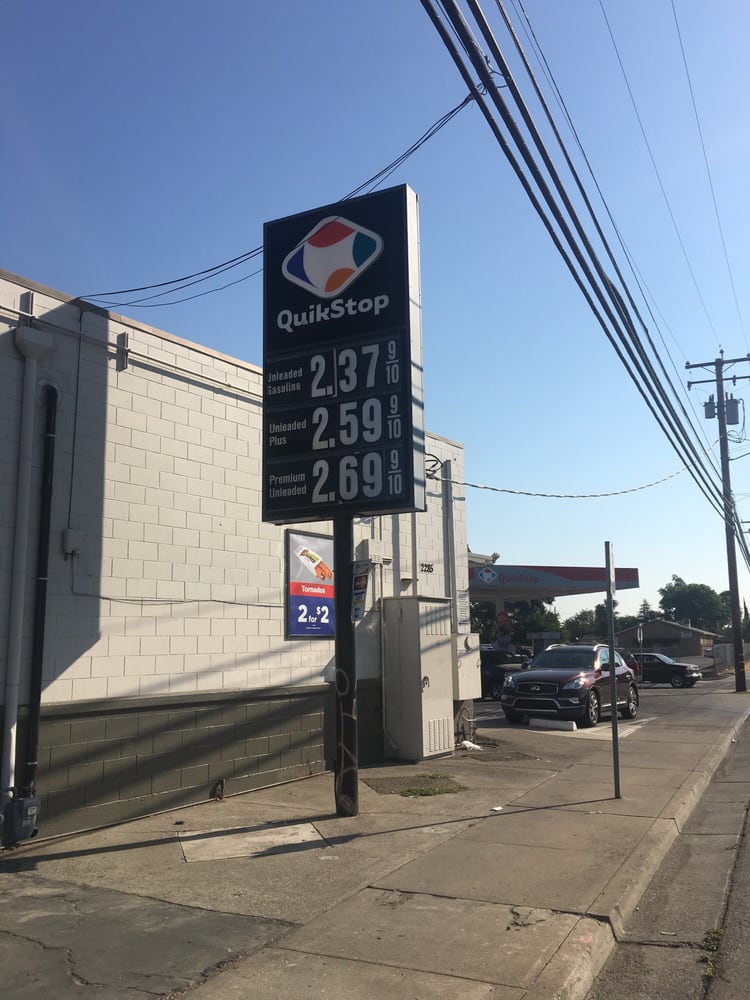 QuikStop
Unleaded
Gasoline
2.37 9/10
Unleaded
Plus
2.59 9/10
Premium
Unleaded
2.69 9/10
Tornados
2 for $2
2285
QuikStop